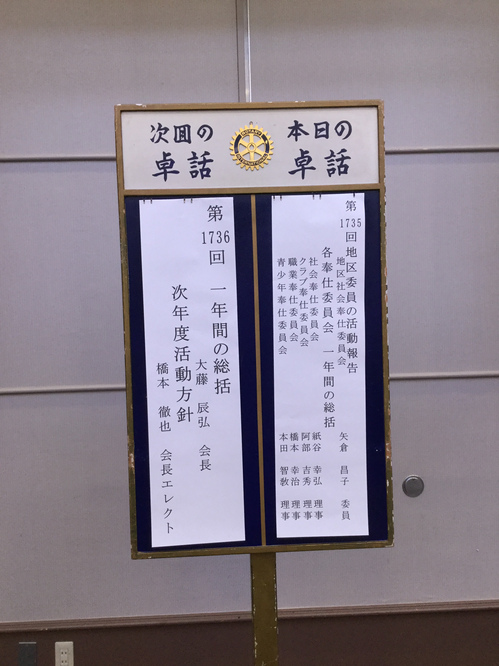 本日の
卓話
第1735回 地区委員の活動報告
地区社会奉仕委員会 矢倉 昌子 委員
各奉仕委員会 一年間の総括
社会奉仕委員会 紙谷 幸弘 理事
クラブ奉仕委員会 阿部 吉秀 理事
職業奉仕委員会 橋本 幸治 理事
青少年奉仕委員会 本田 智敎 理事
次回の
卓話
第1736回 一年間の総括
大藤 辰弘 会長
次年度活動方針
橋本 徹也 会長エレクト